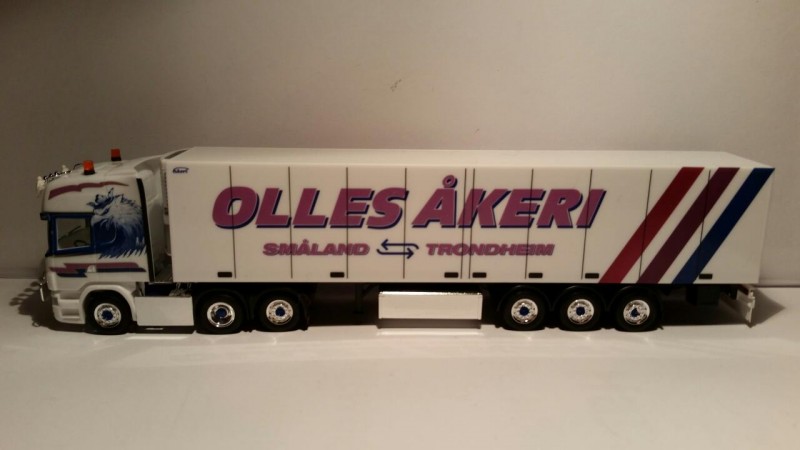 OLLES ÅKERI
SMÅLAND TRONDHEIM